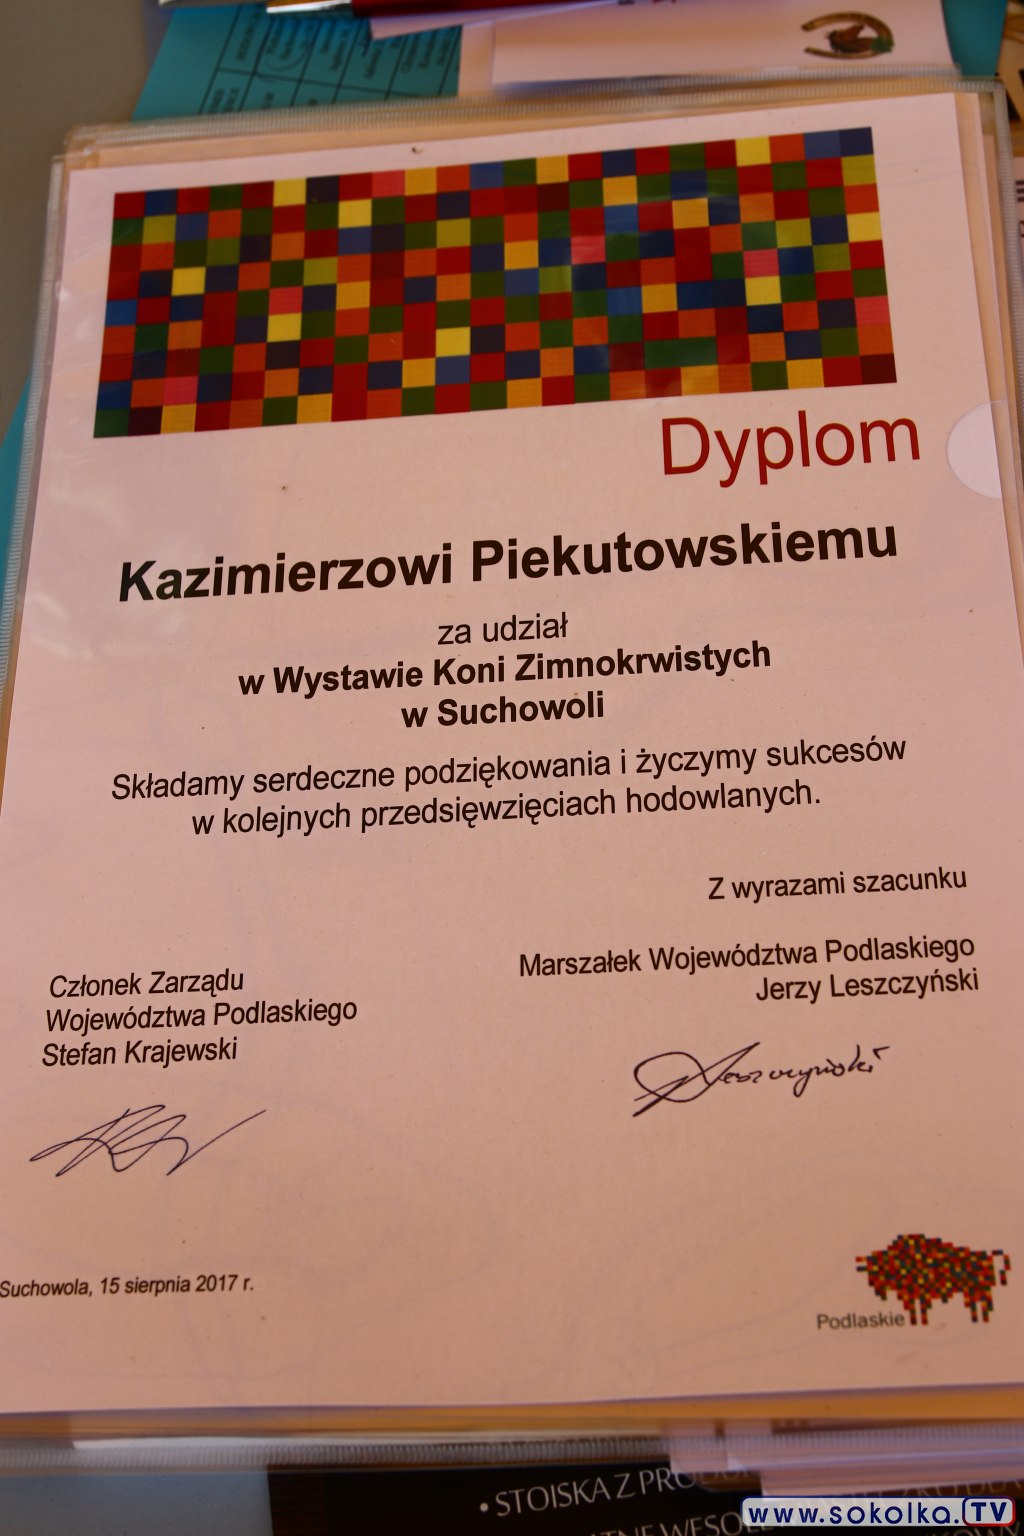 Dyplom
Kazimierzowi Piekutowskiemu
za udział
w Wystawie Koni Zimnokrwistych
w Suchowoli
Składamy serdeczne podziękowania i życzymy sukcesów
w kolejnych przedsięwzięciach hodowlanych.
Z wyrazami szacunku
Członek Zarządu
Województwa Podlaskiego
Stefan Krajewski
Marszałek Województwa Podlaskiego
Jerzy Leszczyński
Leszczyński
Suchowola, 15 sierpnia 2017 r.
Podlaskie
• STOISKA Z
www.sokolka.TV